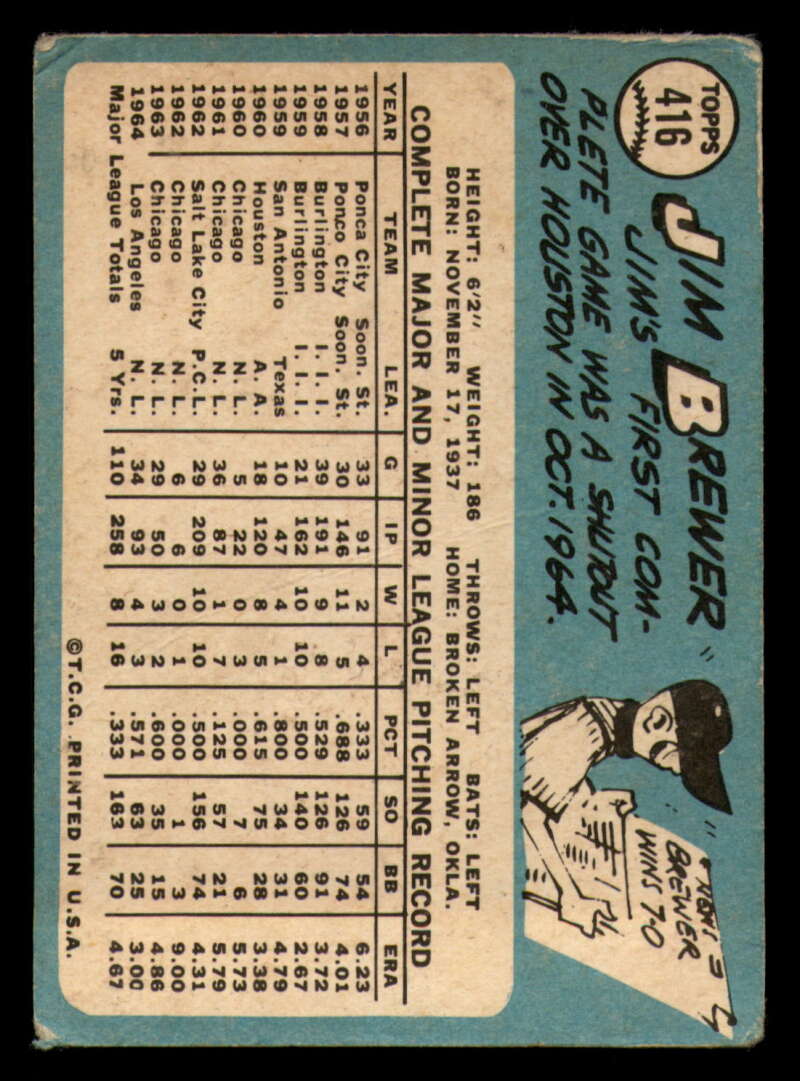 TOPPS
416
JIM BREWER
JIM'S FIRST COM-
PLETE GAME WAS A SHUTOUT
OVER HOUSTON IN OCT. 1964.
NEWS
BREWER
WINS 7-0
HEIGHT: 6'2" WEIGHT: 186 THROWS: LEFT BATS: LEFT
BORN: NOVEMBER 17, 1937 HOME: BROKEN ARROW, OKLA.
COMPLETE MAJOR AND MINOR LEAGUE PITCHING RECORD
YEAR TEAM LEA. G IP W L PCT SO BB ERA
1956 Ponca City Soon. St. 33 91 2 4 .333 59 54 6.23
1957 Ponco City Soon. St. 30 146 11 5 .688 126 74 4.01
1958 Burlington I. I. I. 39 191 9 8 .529 126 91 3.72
1959 Burlington I. I. I. 21 162 10 10 .500 140 60 2.67
1959 San Antonio Texas 10 47 4 1 .800 34 31 4.79
1960 Houston A. A. 18 120 8 5 .615 75 28 3.38
1960 Chicago N. L. 5 22 0 3 .000 7 6 5.73
1961 Chicago N. L. 36 87 1 7 .125 57 21 5.79
1962 Salt Lake City P.C.L. 29 209 10 10 .500 156 74 4.31
1962 Chicago N. L. 6 6 0 1 .000 1 3 9.00
1963 Chicago N. L. 29 50 3 2 .600 35 15 4.86
1964 Los Angeles N. L. 34 93 4 3 .571 63 25 3.00
Major League Totals 5 Yrs. 110 258 8 16 .333 163 70 4.67
©T.C.G. PRINTED IN U.S.A.